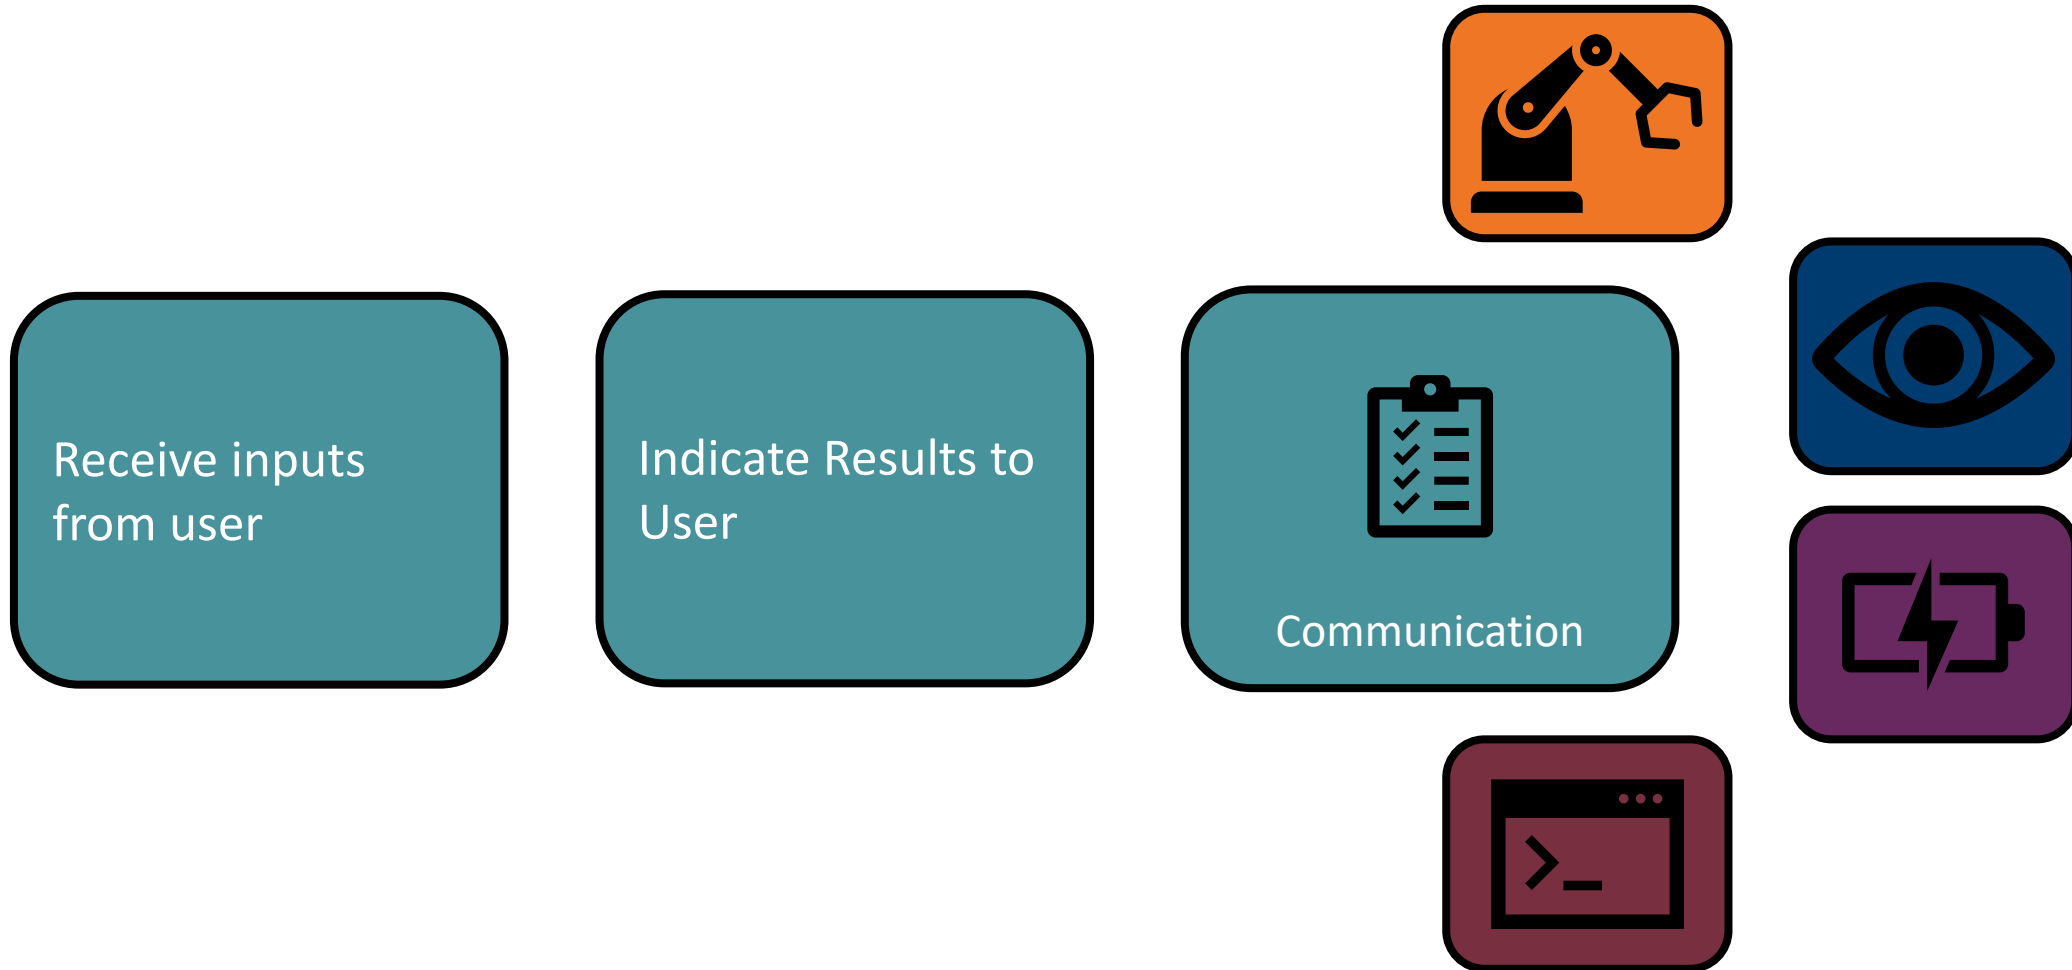 Receive inputs
from user
Indicate Results to
User
Communication